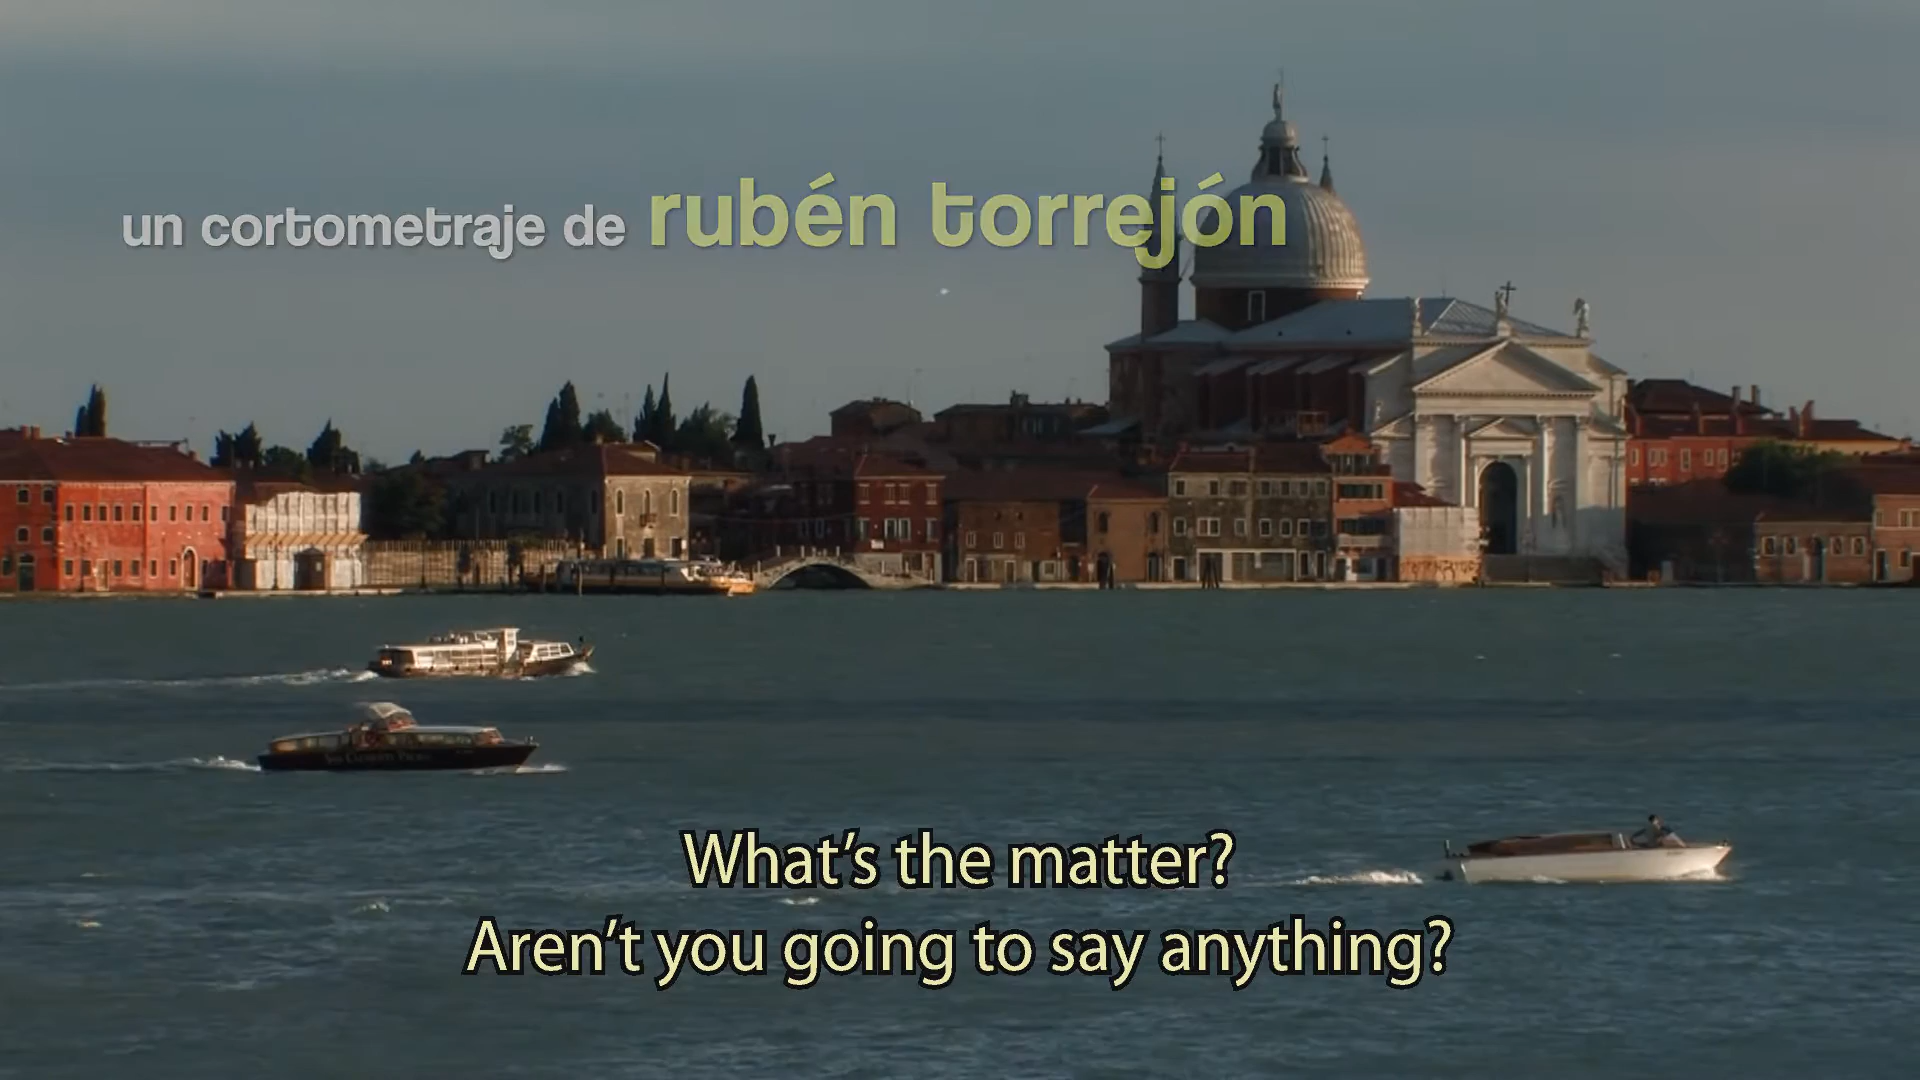 un cortometraje de rubén torrejón
What's the matter?
Aren't you going to say anything?